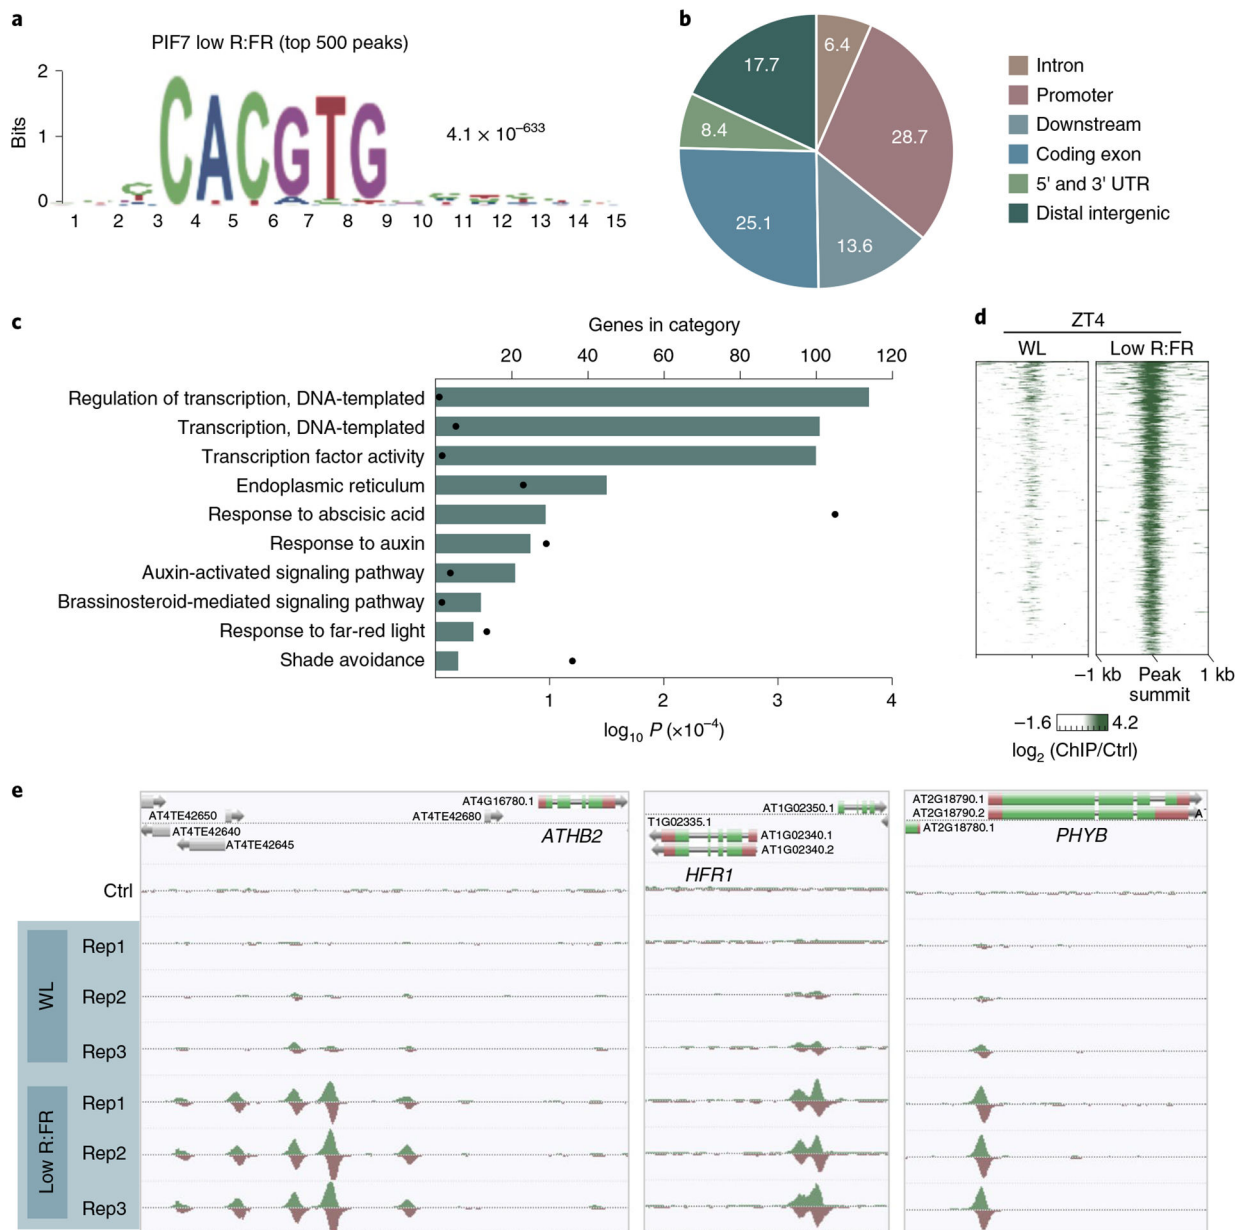 a
PIF7 low R:FR (top 500 peaks)
Bits
2
1
0
CACGTG
4.1 × 10⁻⁶³³
1 2 3 4 5 6 7 8 9 10 11 12 13 14 15
b
6.4
28.7
13.6
25.1
8.4
17.7
Intron
Promoter
Downstream
Coding exon
5' and 3' UTR
Distal intergenic
c
Genes in category
20 40 60 80 100 120
Regulation of transcription, DNA-templated
Transcription, DNA-templated
Transcription factor activity
Endoplasmic reticulum
Response to abscisic acid
Response to auxin
Auxin-activated signaling pathway
Brassinosteroid-mediated signaling pathway
Response to far-red light
Shade avoidance
1 2 3 4
log₁₀ P (×10⁻⁴)
d
ZT4
WL Low R:FR
−1 kb Peak summit 1 kb
−1.6 4.2
log₂ (ChIP/Ctrl)
e
AT4G16780.1
AT4TE42650
AT4TE42680
AT4TE42640
AT4TE42645
ATHB2
AT1G02350.1
T1G02335.1
AT1G02340.1
AT1G02340.2
HFR1
AT2G18790.1
AT2G18790.2
A
AT2G18780.1
PHYB
Ctrl
WL
Rep1
Rep2
Rep3
Low R:FR
Rep1
Rep2
Rep3